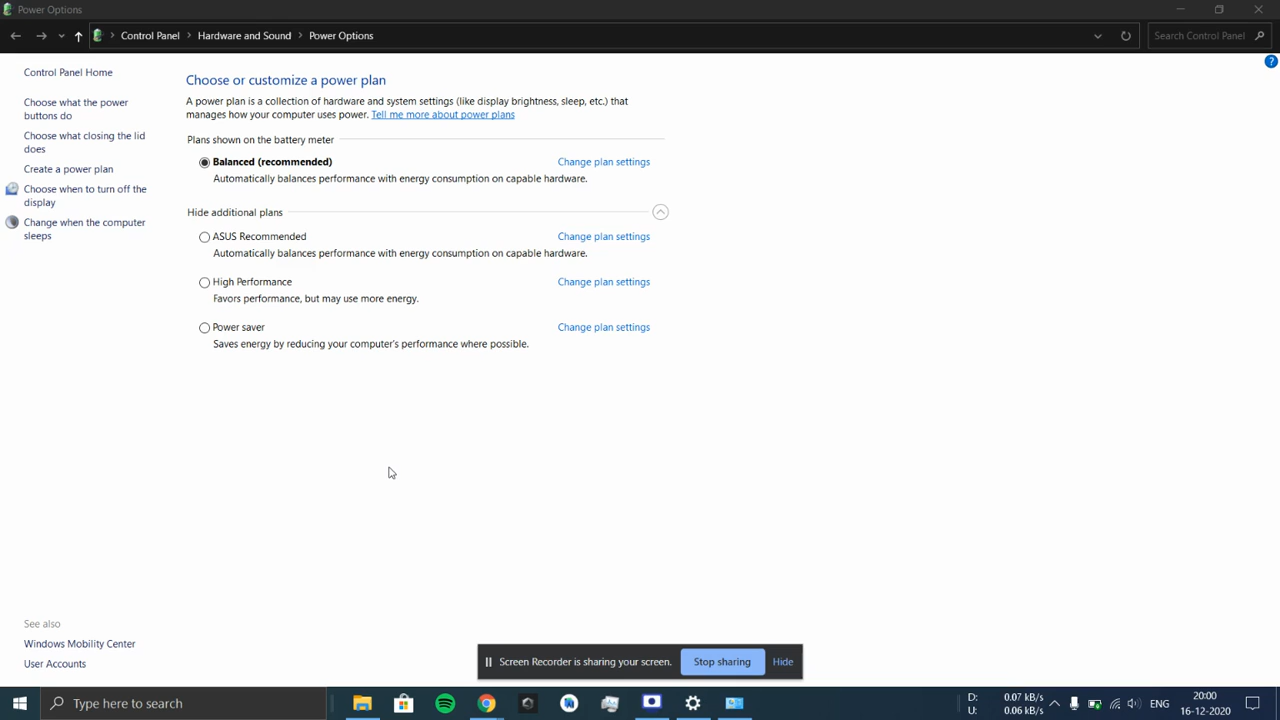 Power Options
Control Panel
Hardware and Sound
Power Options
Search Control Panel
?
Control Panel Home
Choose what the power
buttons do
Choose what closing the lid
does
Create a power plan
Choose when to turn off the
display
Change when the computer
sleeps
Choose or customize a power plan
A power plan is a collection of hardware and system settings (like display brightness, sleep, etc.) that
manages how your computer uses power. Tell me more about power plans
Plans shown on the battery meter
Balanced (recommended) Change plan settings
Automatically balances performance with energy consumption on capable hardware.
Hide additional plans
ASUS Recommended Change plan settings
Automatically balances performance with energy consumption on capable hardware.
High Performance Change plan settings
Favors performance, but may use more energy.
Power saver Change plan settings
Saves energy by reducing your computer's performance where possible.
See also
Windows Mobility Center
User Accounts
Screen Recorder is sharing your screen. Stop sharing Hide
Type here to search
D: 0.07 kB/s
U: 0.06 kB/s
ENG
20:00
16-12-2020